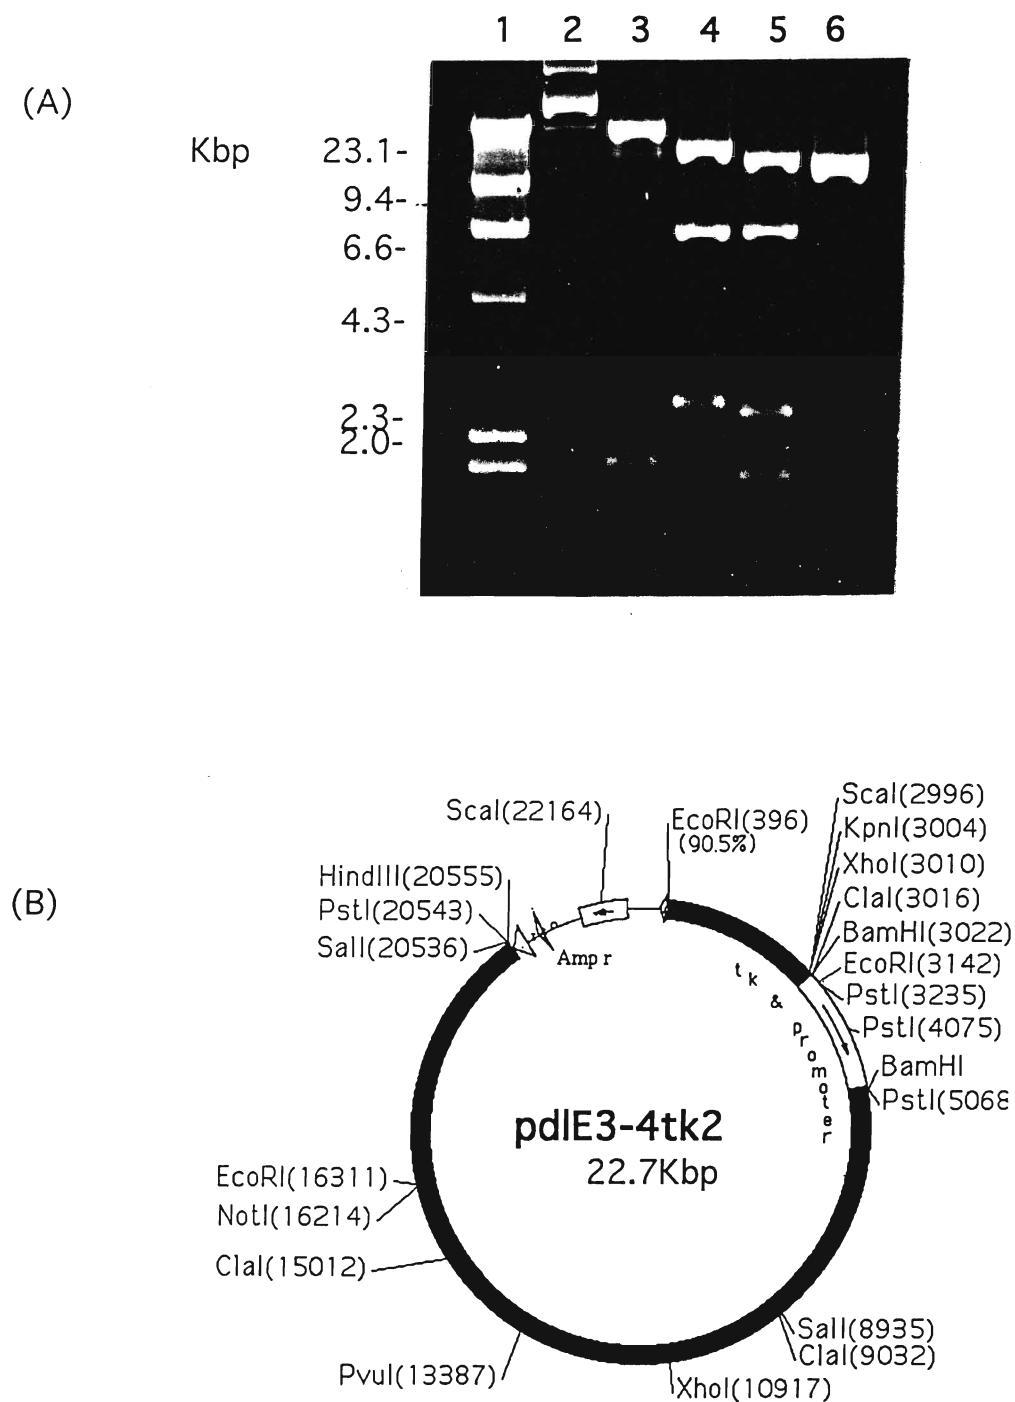 1 2 3 4 5 6
(A)
Kbp
23.1-
9.4-
6.6-
4.3-
2.3-
2.0-
(B)
ScaI(22164)
EcoRI(396)
(90.5%)
ScaI(2996)
KpnI(3004)
XhoI(3010)
ClaI(3016)
BamHI(3022)
EcoRI(3142)
PstI(3235)
PstI(4075)
BamHI
PstI(5068
HindIII(20555)
PstI(20543)
SalI(20536)
Amp r
tk & promoter
pdlE3-4tk2
22.7Kbp
EcoRI(16311)
NotI(16214)
ClaI(15012)
PvuI(13387)
SalI(8935)
ClaI(9032)
XhoI(10917)